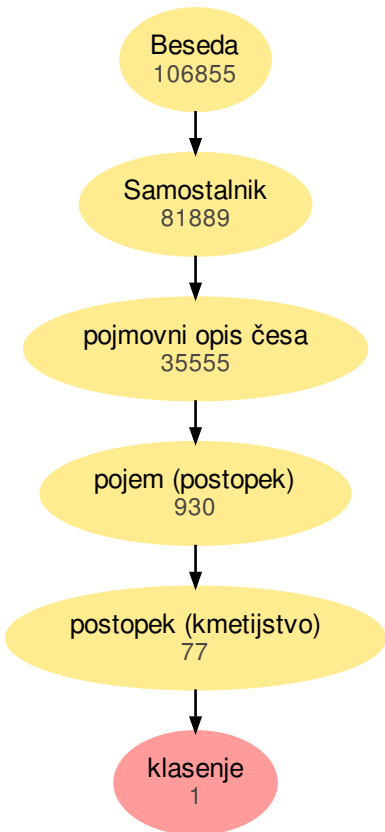 Beseda
106855
Samostalnik
81889
pojmovni opis česa
35555
pojem (postopek)
930
postopek (kmetijstvo)
77
klasenje
1